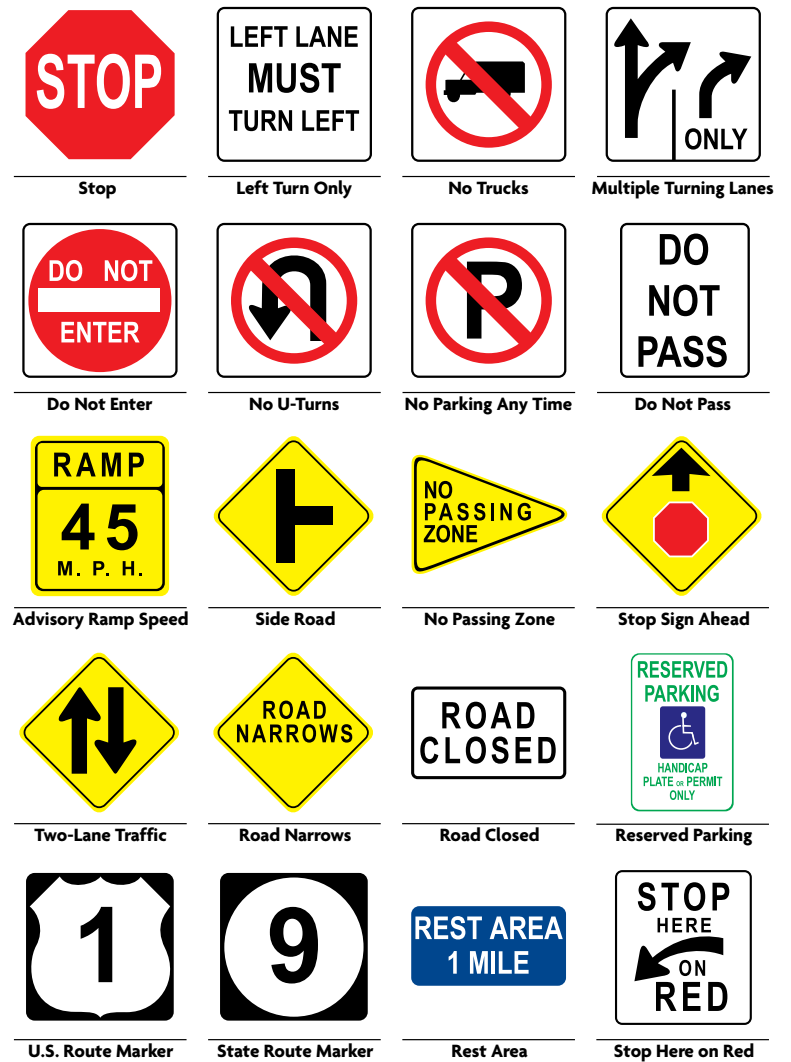 STOP
Stop
LEFT LANE
MUST
TURN LEFT
Left Turn Only
No Trucks
ONLY
Multiple Turning Lanes
DO NOT
ENTER
Do Not Enter
No U-Turns
P
No Parking Any Time
DO
NOT
PASS
Do Not Pass
RAMP
45
M. P. H.
Advisory Ramp Speed
Side Road
NO
PASSING
ZONE
No Passing Zone
Stop Sign Ahead
Two-Lane Traffic
ROAD
NARROWS
Road Narrows
ROAD
CLOSED
Road Closed
RESERVED
PARKING
HANDICAP
PLATE OR PERMIT
ONLY
Reserved Parking
1
U.S. Route Marker
9
State Route Marker
REST AREA
1 MILE
Rest Area
STOP
HERE
ON
RED
Stop Here on Red